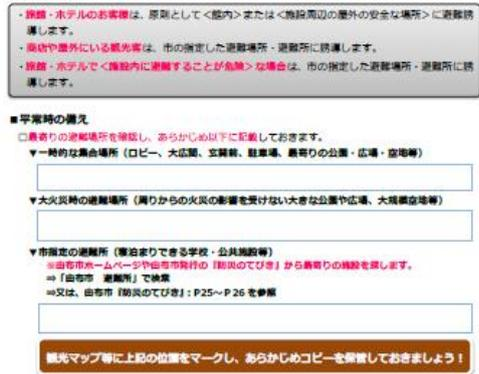 ・旅館・ホテルのお客様は、原則として＜館内＞または＜施設周辺の屋外の安全な場所＞に避難誘
導します。
・商店や屋外にいる観光客は、市の指定した避難場所・避難所に誘導します。
・旅館・ホテルで＜施設内に避難することが危険＞な場合は、市の指定した避難場所・避難所に誘
導します。
■平常時の備え
□最寄りの避難場所を確認し、あらかじめ以下に記載しておきます。
▼一時的な集合場所（ロビー、大広間、玄関前、駐車場、最寄りの公園・広場・空地等）
▼大火災時の避難場所（周りからの火災の影響を受けない大きな公園や広場、大規模空地等）
▼市指定の避難所（寝泊まりできる学校・公共施設等）
※由布市ホームページや由布市発行の『防災のてびき』から最寄りの施設を探します。
⇒「由布市　避難所」で検索
⇒又は、由布市『防災のてびき』：P25～P 26 を参照
観光マップ等に上記の位置をマークし、あらかじめコピーを保管しておきましょう！